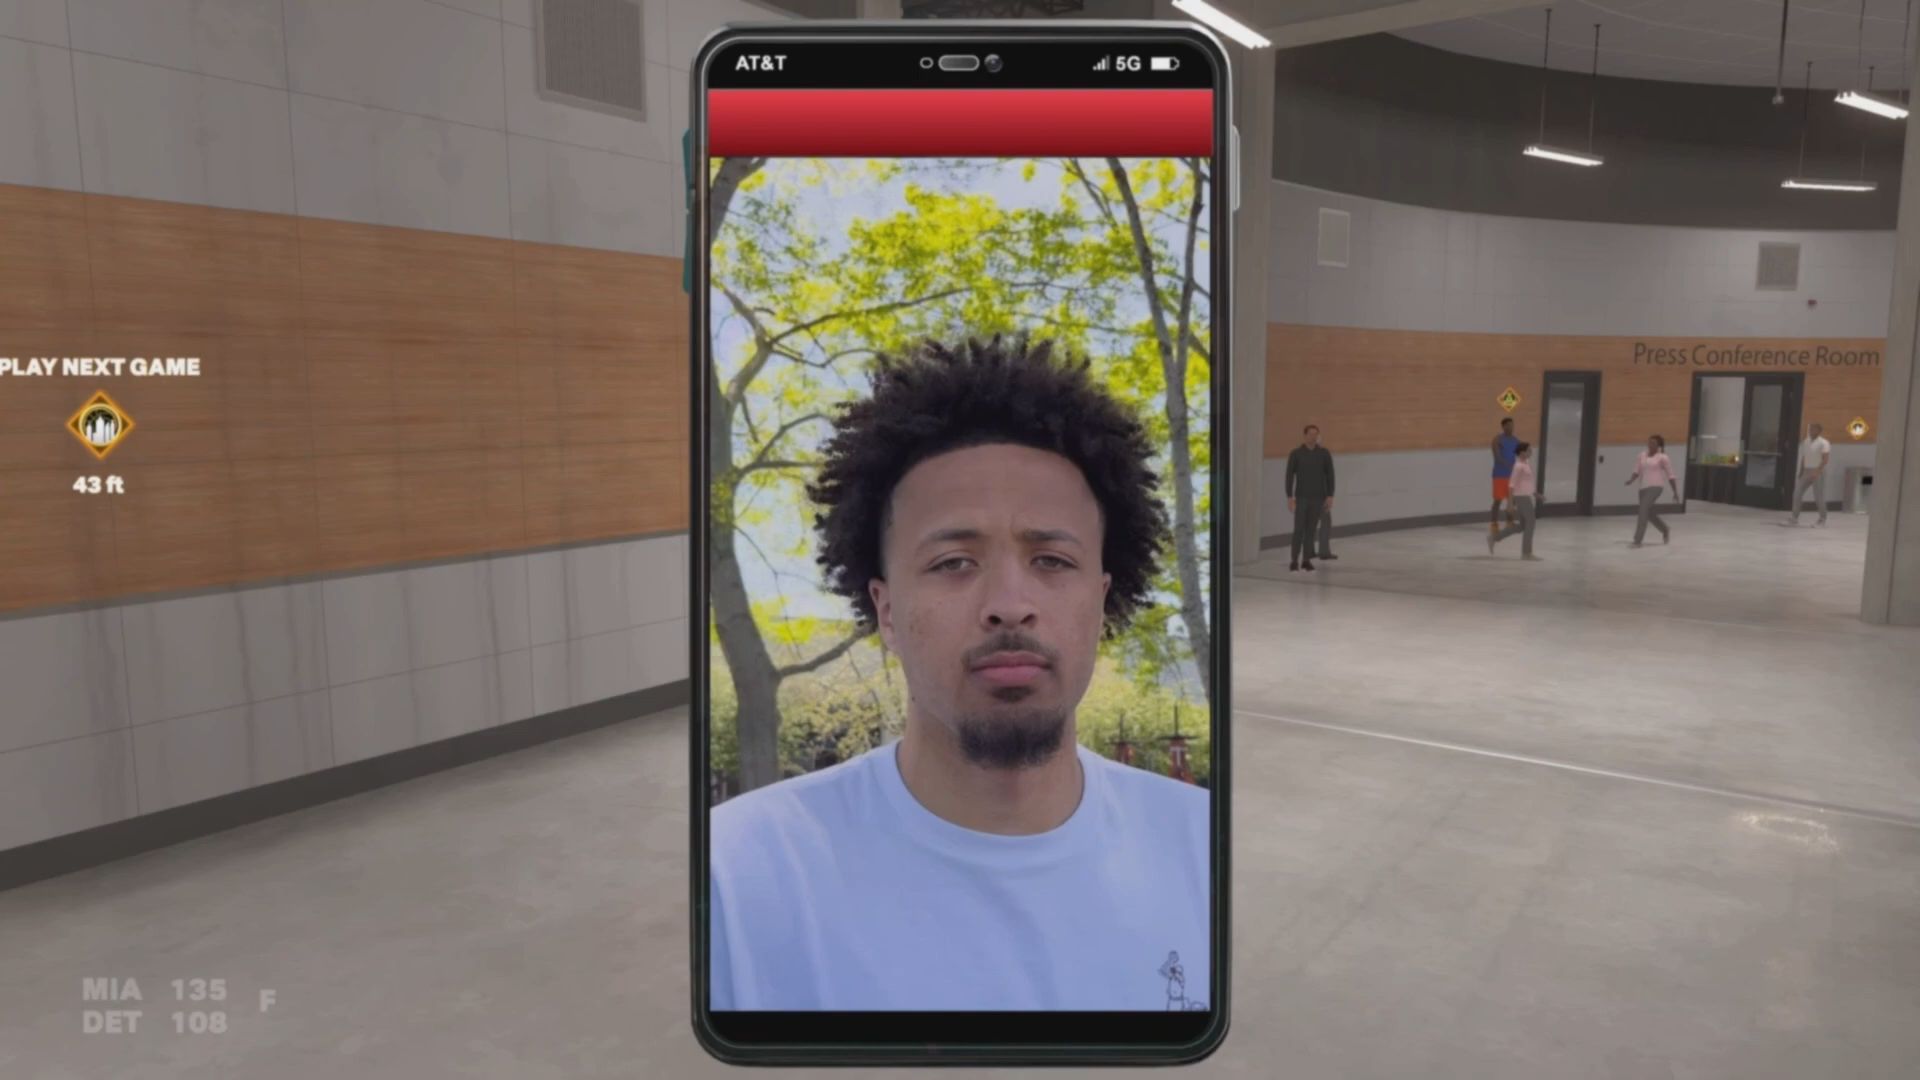 AT&T
5G
PLAY NEXT GAME
43 ft
Press Conference Room
MIA 135 F
DET 108